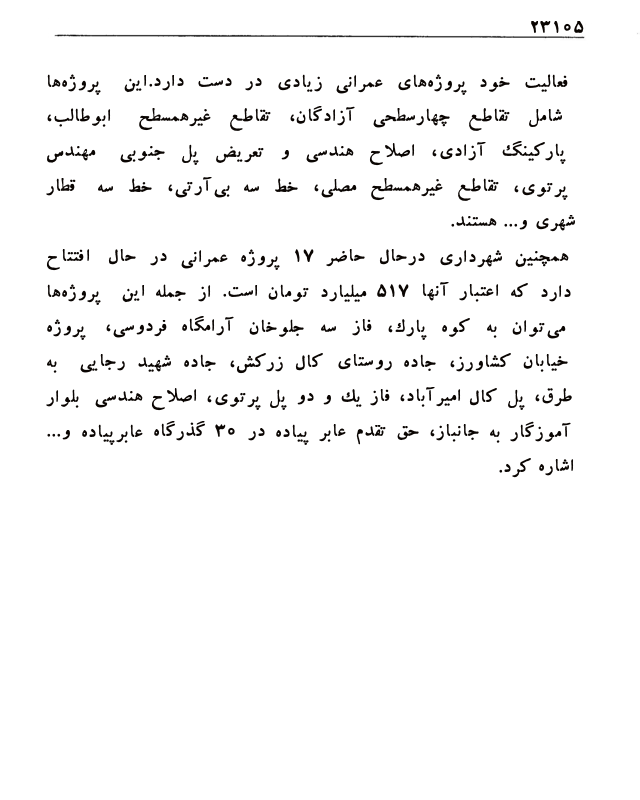 ۲۳۱۰۵
فعالیت خود پروژه‌های عمرانی زیادی در دست دارد.این پروژه‌ها
شامل تقاطع چهارسطحی آزادگان، تقاطع غیرهمسطح ابوطالب،
پارکینگ آزادی، اصلاح هندسی و تعریض پل جنوبی مهندس
پرتوی، تقاطع غیرهمسطح مصلی، خط سه بی‌آرتی، خط سه قطار
شهری و... هستند.
همچنین شهرداری درحال حاضر ۱۷ پروژه عمرانی در حال افتتاح
دارد که اعتبار آنها ۵۱۷ میلیارد تومان است. از جمله این پروژه‌ها
می‌توان به کوه پارک، فاز سه جلوخان آرامگاه فردوسی، پروژه
خیابان کشاورز، جاده روستای کال زرکش، جاده شهید رجایی به
طرق، پل کال امیرآباد، فاز یک و دو پل پرتوی، اصلاح هندسی بلوار
آموزگار به جانباز، حق تقدم عابر پیاده در ۳۰ گذرگاه عابرپیاده و...
اشاره کرد.